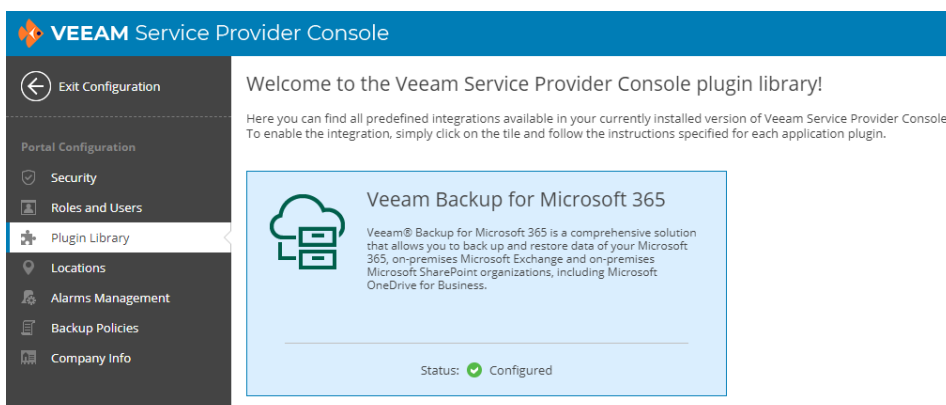 VEEAM Service Provider Console
Exit Configuration
Portal Configuration
Security
Roles and Users
Plugin Library
Locations
Alarms Management
Backup Policies
Company Info
Welcome to the Veeam Service Provider Console plugin library!
Here you can find all predefined integrations available in your currently installed version of Veeam Service Provider Console
To enable the integration, simply click on the tile and follow the instructions specified for each application plugin.
Veeam Backup for Microsoft 365
Veeam® Backup for Microsoft 365 is a comprehensive solution
that allows you to back up and restore data of your Microsoft
365, on-premises Microsoft Exchange and on-premises
Microsoft SharePoint organizations, including Microsoft
OneDrive for Business.
Status: Configured